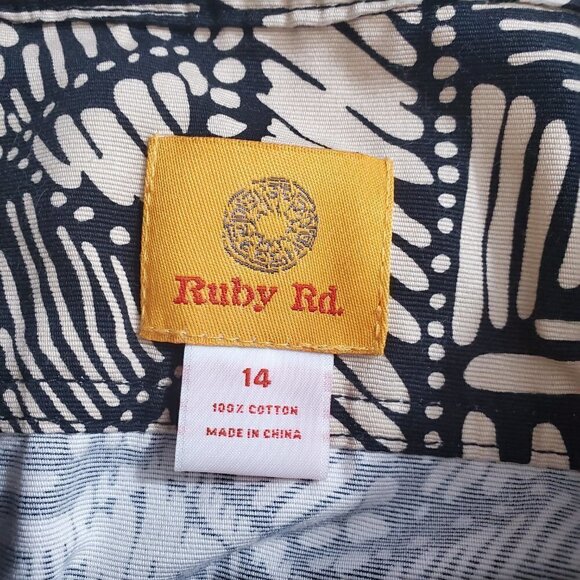 Ruby Rd.
14
100% COTTON
MADE IN CHINA